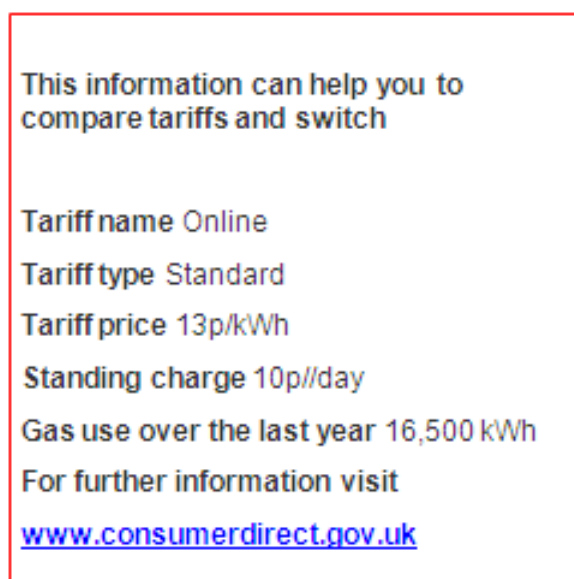 This information can help you to
compare tariffs and switch
Tariff name Online
Tariff type Standard
Tariff price 13p/kWh
Standing charge 10p//day
Gas use over the last year 16,500 kWh
For further information visit
www.consumerdirect.gov.uk